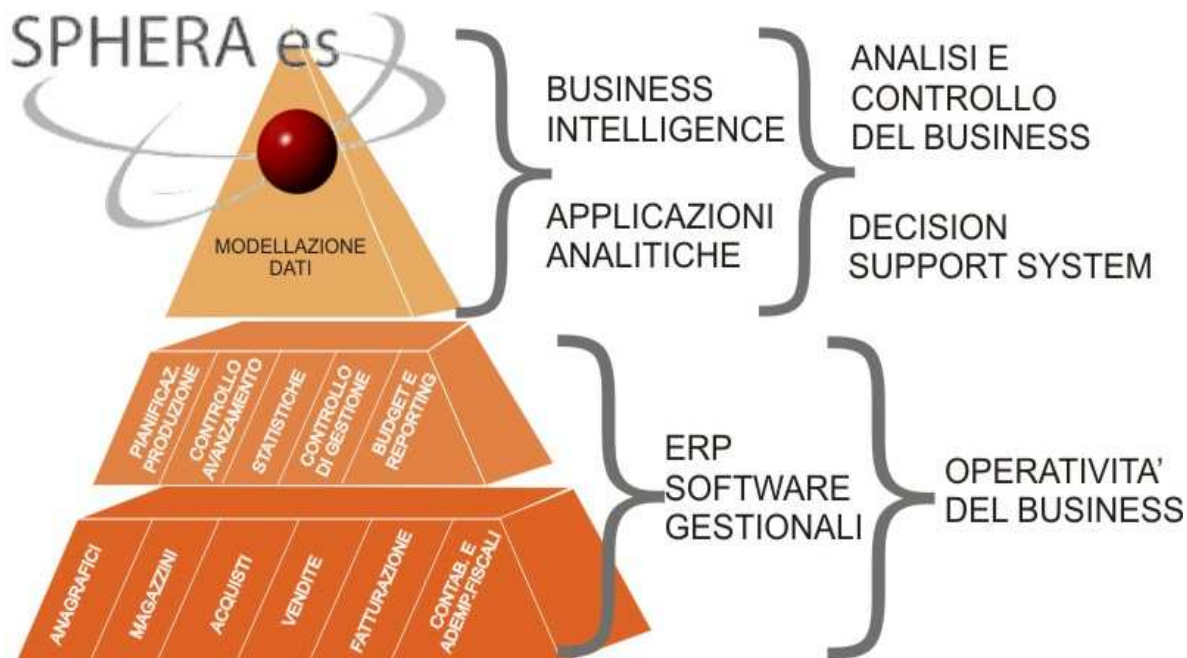 SPHERA es
BUSINESS
INTELLIGENCE
APPLICAZIONI
ANALITICHE
ANALISI E
CONTROLLO
DEL BUSINESS
DECISION
SUPPORT SYSTEM
MODELLAZIONE
DATI
PIANIFICAZ.
PRODUZIONE
CONTROLLO
AVANZAMENTO
STATISTICHE
CONTROLLO
DI GESTIONE
BUDGET E
REPORTING
ERP
SOFTWARE
GESTIONALI
OPERATIVITA’
DEL BUSINESS
ANAGRAFICI
MAGAZZINI
ACQUISTI
VENDITE
FATTURAZIONE
CONTAB. E
ADEMP.FISCALI